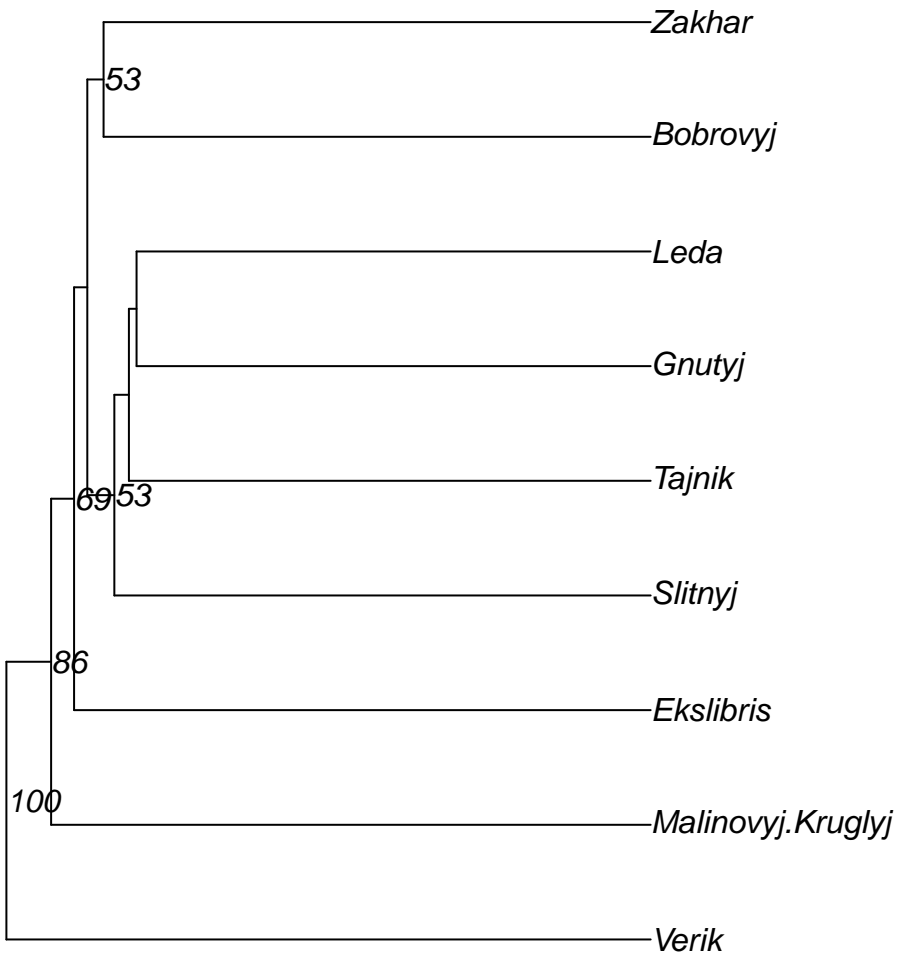 Zakhar
53
Bobrovyj
Leda
Gnutyj
Tajnik
69
53
Slitnyj
86
Ekslibris
100
Malinovyj.Kruglyj
Verik